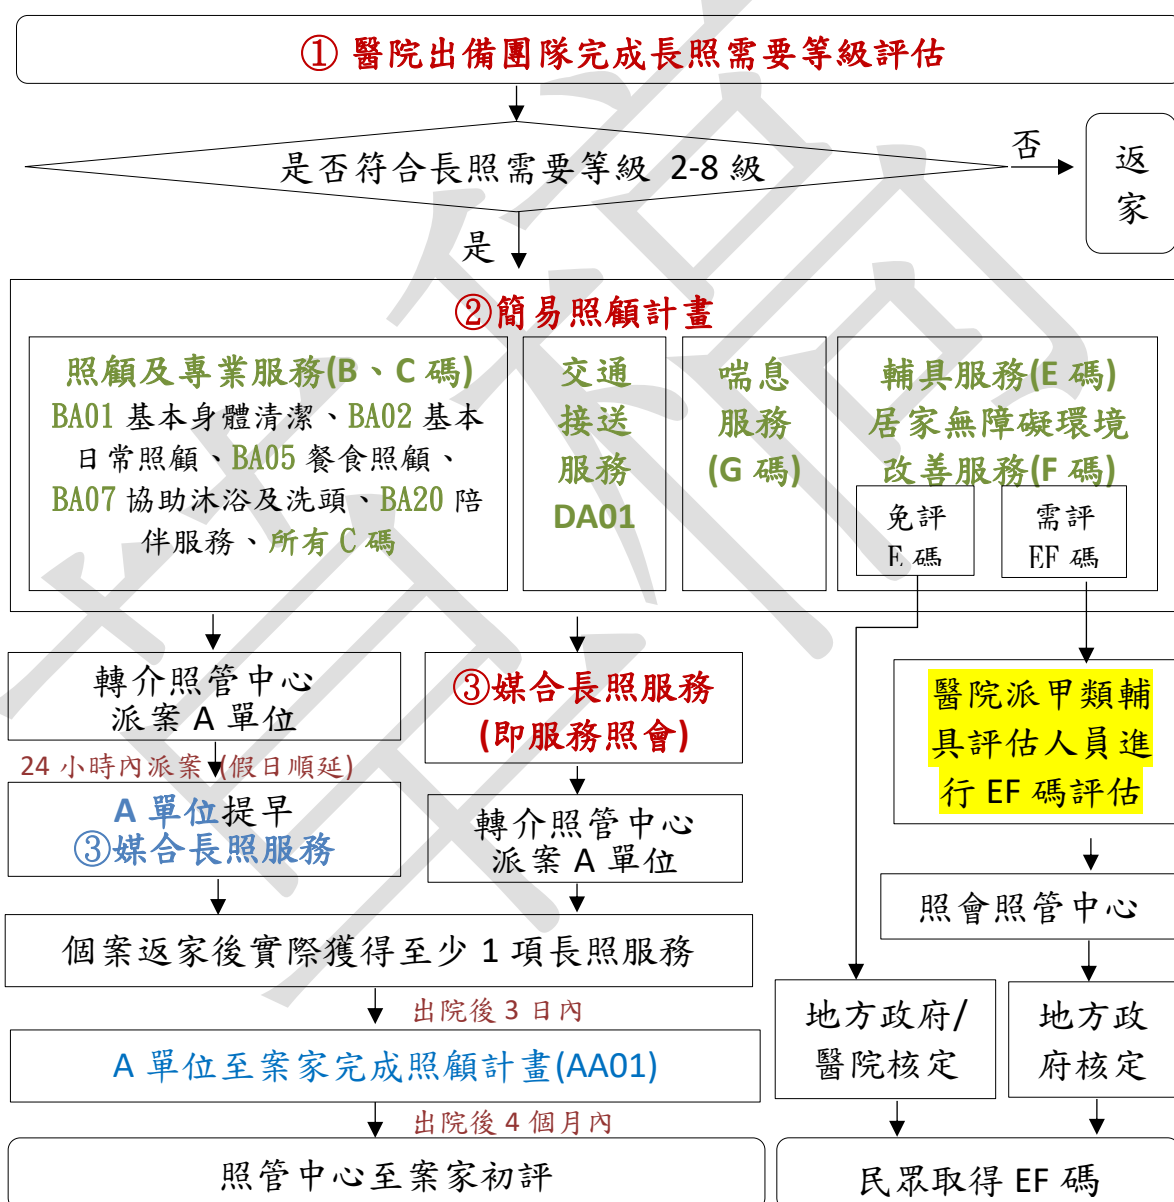 ① 醫院出備團隊完成長照需要等級評估
是否符合長照需要等級 2-8 級
否
返
家
是
②簡易照顧計畫
照顧及專業服務(B、C 碼)
BA01 基本身體清潔、BA02 基本
日常照顧、BA05 餐食照顧、
BA07 協助沐浴及洗頭、BA20 陪
伴服務、所有 C 碼
交通
接送
服務
DA01
喘息
服務
(G 碼)
輔具服務(E 碼)
居家無障礙環境
改善服務(F 碼)
免評
E 碼
需評
EF 碼
轉介照管中心
派案 A 單位
24 小時內派案 (假日順延)
A 單位提早
③媒合長照服務
③媒合長照服務
(即服務照會)
轉介照管中心
派案 A 單位
醫院派甲類輔
具評估人員進
行 EF 碼評估
照會照管中心
個案返家後實際獲得至少 1 項長照服務
出院後 3 日內
A 單位至案家完成照顧計畫(AA01)
出院後 4 個月內
照管中心至案家初評
地方政府/
醫院核定
地方政
府核定
民眾取得 EF 碼
草稿